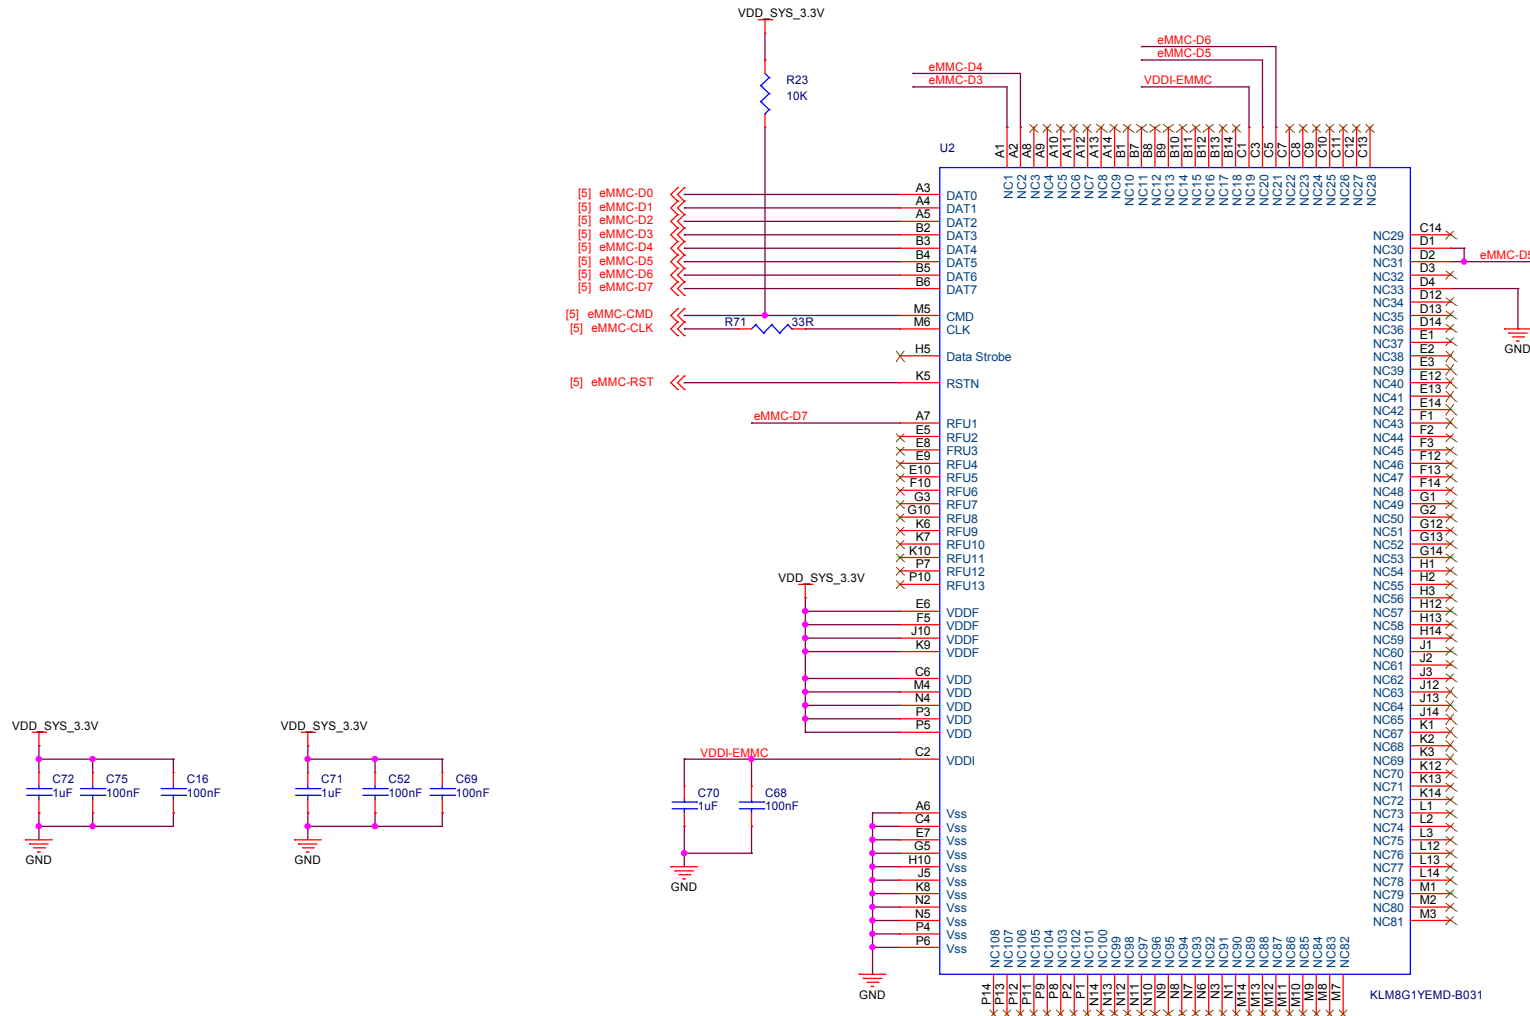 VDD_SYS_3.3V
R23
10K
eMMC-D4
eMMC-D3
eMMC-D6
eMMC-D5
VDDI-EMMC
U2
A1 A2 A8 A9 A10 A11 A12 A13 A14 B1 B7 B8 B9 B10 B11 B12 B13 B14 C1 C3 C5 C7 C8 C9 C10 C11 C12 C13
NC1 NC2 NC3 NC4 NC5 NC6 NC7 NC8 NC9 NC10 NC11 NC12 NC13 NC14 NC15 NC16 NC17 NC18 NC19 NC20 NC21 NC22 NC23 NC24 NC25 NC26 NC27 NC28
[5] eMMC-D0 A3 DAT0
[5] eMMC-D1 A4 DAT1
[5] eMMC-D2 A5 DAT2
[5] eMMC-D3 B2 DAT3
[5] eMMC-D4 B3 DAT4
[5] eMMC-D5 B4 DAT5
[5] eMMC-D6 B5 DAT6
[5] eMMC-D7 B6 DAT7
[5] eMMC-CMD M5 CMD
[5] eMMC-CLK R71 33R M6 CLK
H5 Data Strobe
[5] eMMC-RST K5 RSTN
eMMC-D7 A7 RFU1
E5 RFU2
E8 FRU3
E9 RFU4
E10 RFU5
F10 RFU6
G3 RFU7
G10 RFU8
K6 RFU9
K7 RFU10
K10 RFU11
P7 RFU12
P10 RFU13
VDD_SYS_3.3V
E6 VDDF
F5 VDDF
J10 VDDF
K9 VDDF
C6 VDD
M4 VDD
N4 VDD
P3 VDD
P5 VDD
VDDI-EMMC C2 VDDI
C70
1uF
C68
100nF
GND
A6 Vss
C4 Vss
E7 Vss
G5 Vss
H10 Vss
J5 Vss
K8 Vss
N2 Vss
N5 Vss
P4 Vss
P6 Vss
GND
NC29 C14
NC30 D1
NC31 D2 eMMC-D5
NC32 D3
NC33 D4
GND
NC34 D12
NC35 D13
NC36 D14
NC37 E1
NC38 E2
NC39 E3
NC40 E12
NC41 E13
NC42 E14
NC43 F1
NC44 F2
NC45 F3
NC46 F12
NC47 F13
NC48 F14
NC49 G1
NC50 G2
NC51 G12
NC52 G13
NC53 G14
NC54 H1
NC55 H2
NC56 H3
NC57 H12
NC58 H13
NC59 H14
NC60 J1
NC61 J2
NC62 J3
NC63 J12
NC64 J13
NC65 J14
NC67 K1
NC68 K2
NC69 K3
NC70 K12
NC71 K13
NC72 K14
NC73 L1
NC74 L2
NC75 L3
NC76 L12
NC77 L13
NC78 L14
NC79 M1
NC80 M2
NC81 M3
NC108 NC107 NC106 NC105 NC104 NC103 NC102 NC101 NC100 NC99 NC98 NC97 NC96 NC95 NC94 NC93 NC92 NC91 NC90 NC89 NC88 NC87 NC86 NC85 NC84 NC83 NC82
P14 P13 P12 P11 P9 P8 P2 P1 N14 N13 N12 N11 N10 N9 N8 N7 N6 N3 N1 M14 M13 M12 M11 M10 M9 M8 M7
KLM8G1YEMD-B031
VDD_SYS_3.3V
C72
1uF
C75
100nF
C16
100nF
GND
VDD_SYS_3.3V
C71
1uF
C52
100nF
C69
100nF
GND